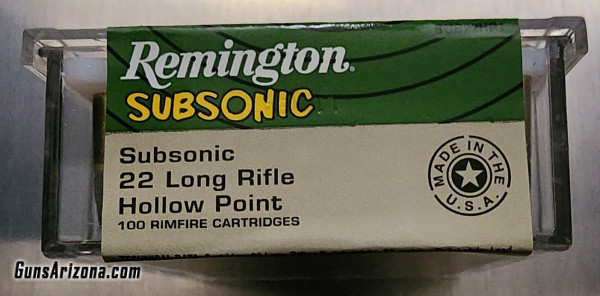 Remington.
SUBSONIC
Subsonic
22 Long Rifle
Hollow Point
100 RIMFIRE CARTRIDGES
MADE IN THE
U.S.A.
GunsArizona.com